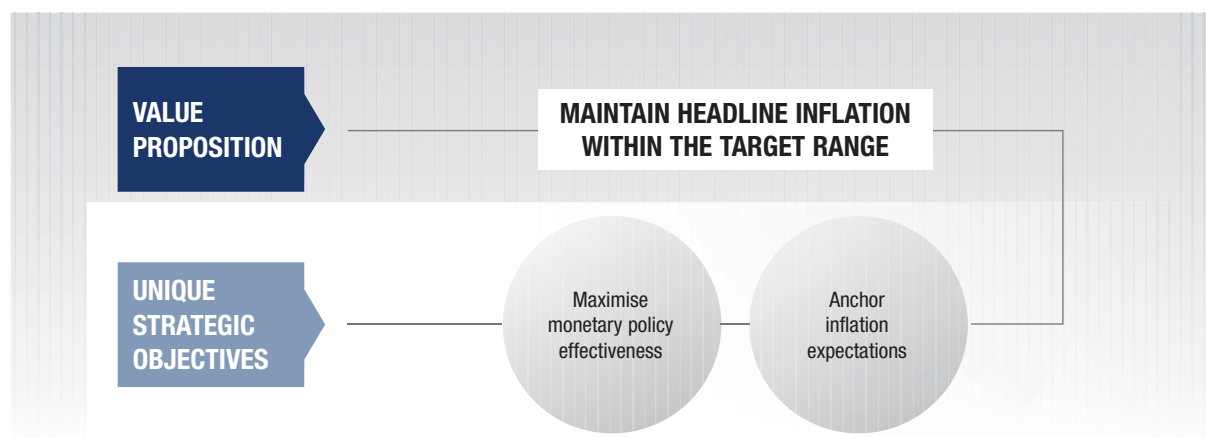 VALUE
PROPOSITION
MAINTAIN HEADLINE INFLATION
WITHIN THE TARGET RANGE
UNIQUE
STRATEGIC
OBJECTIVES
Maximise
monetary policy
effectiveness
Anchor
inflation
expectations